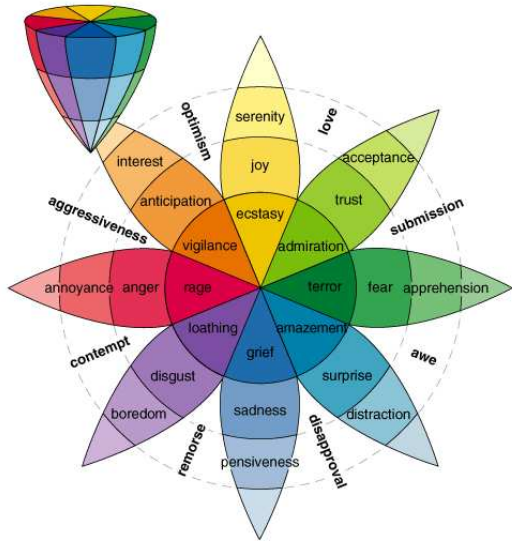 serenity
love
optimism
interest
joy
acceptance
anticipation
trust
aggressiveness
ecstasy
submission
vigilance
admiration
annoyance
anger
rage
terror
fear
apprehension
loathing
amazement
contempt
grief
awe
disgust
surprise
boredom
sadness
distraction
remorse
disapproval
pensiveness